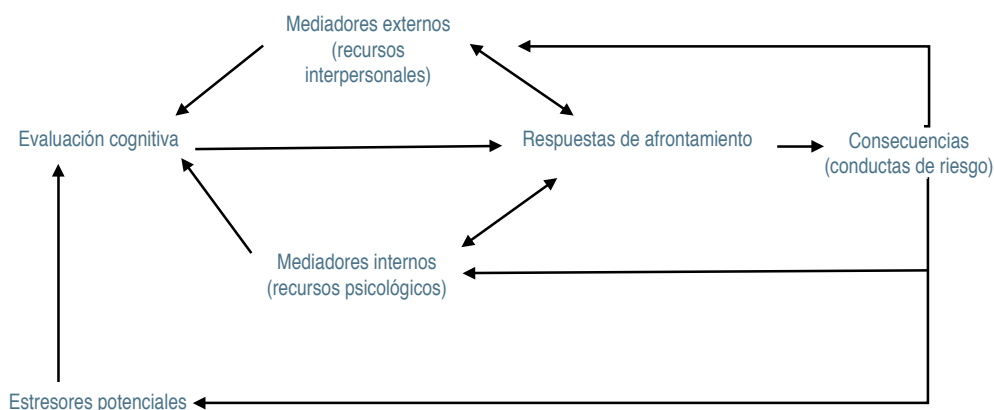 Mediadores externos
(recursos
interpersonales)
Evaluación cognitiva
Respuestas de afrontamiento
Consecuencias
(conductas de riesgo)
Mediadores internos
(recursos psicológicos)
Estresores potenciales